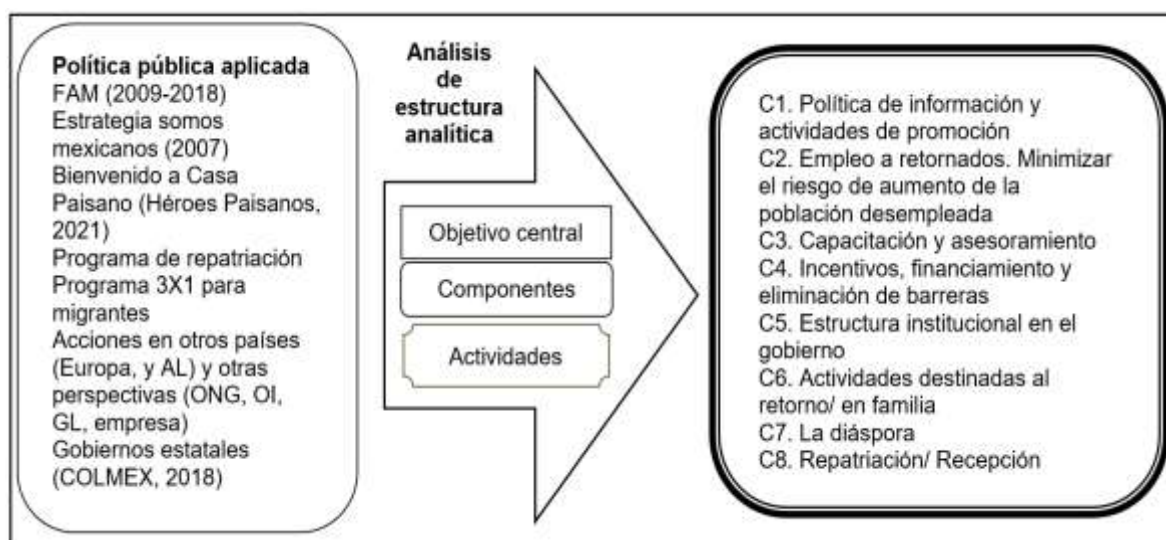 Política pública aplicada
FAM (2009-2018)
Estrategia somos
mexicanos (2007)
Bienvenido a Casa
Paisano (Héroes Paisanos,
2021)
Programa de repatriación
Programa 3X1 para
migrantes
Acciones en otros países
(Europa, y AL) y otras
perspectivas (ONG, OI,
GL, empresa)
Gobiernos estatales
(COLMEX, 2018)
Análisis
de
estructura
analítica
Objetivo central
Componentes
Actividades
C1. Política de información y
actividades de promoción
C2. Empleo a retornados. Minimizar
el riesgo de aumento de la
población desempleada
C3. Capacitación y asesoramiento
C4. Incentivos, financiamiento y
eliminación de barreras
C5. Estructura institucional en el
gobierno
C6. Actividades destinadas al
retorno/ en familia
C7. La diáspora
C8. Repatriación/ Recepción